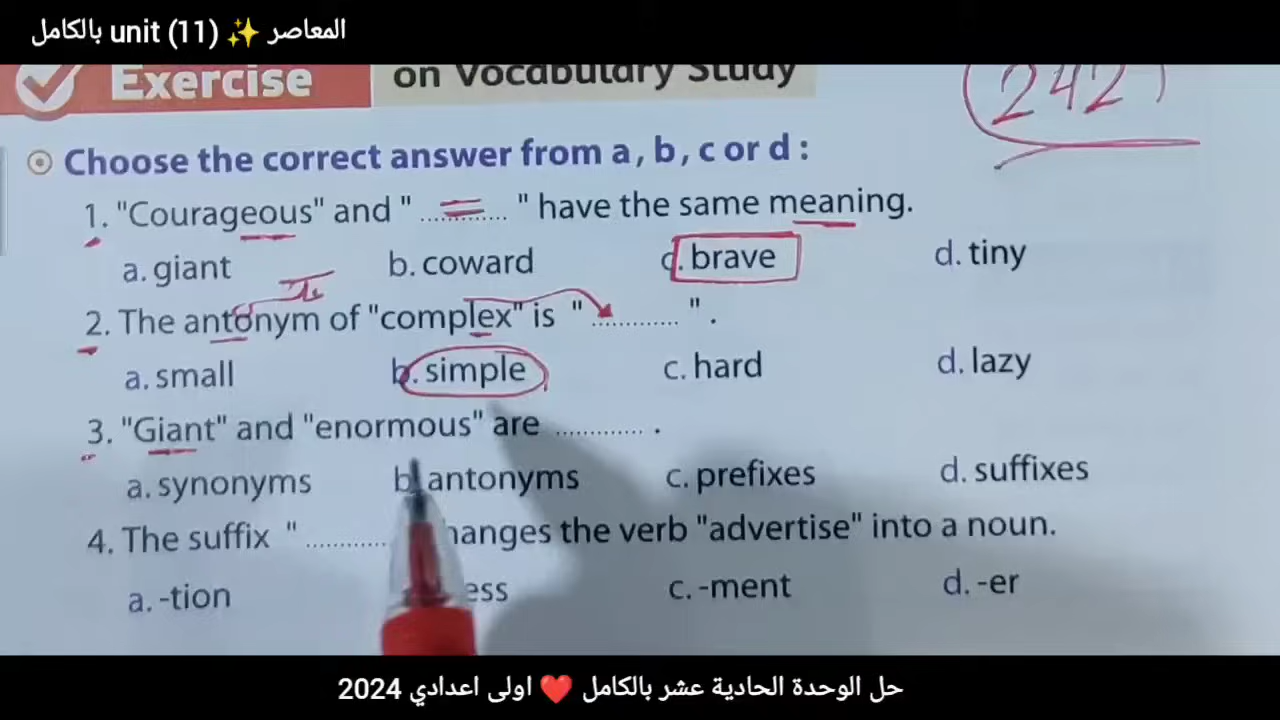 المعاصر ✨ unit (11) بالكامل
Exercise on Vocabulary Study
242
Choose the correct answer from a, b, c or d :
1. "Courageous" and " ............ " have the same meaning.
a. giant b. coward c. brave d. tiny
2. The antonym of "complex" is " ............ " .
a. small b. simple c. hard d. lazy
3. "Giant" and "enormous" are ............ .
a. synonyms b. antonyms c. prefixes d. suffixes
4. The suffix " ............ hanges the verb "advertise" into a noun.
a. -tion ess c. -ment d. -er
حل الوحدة الحادية عشر بالكامل ❤️ اولى اعدادي 2024